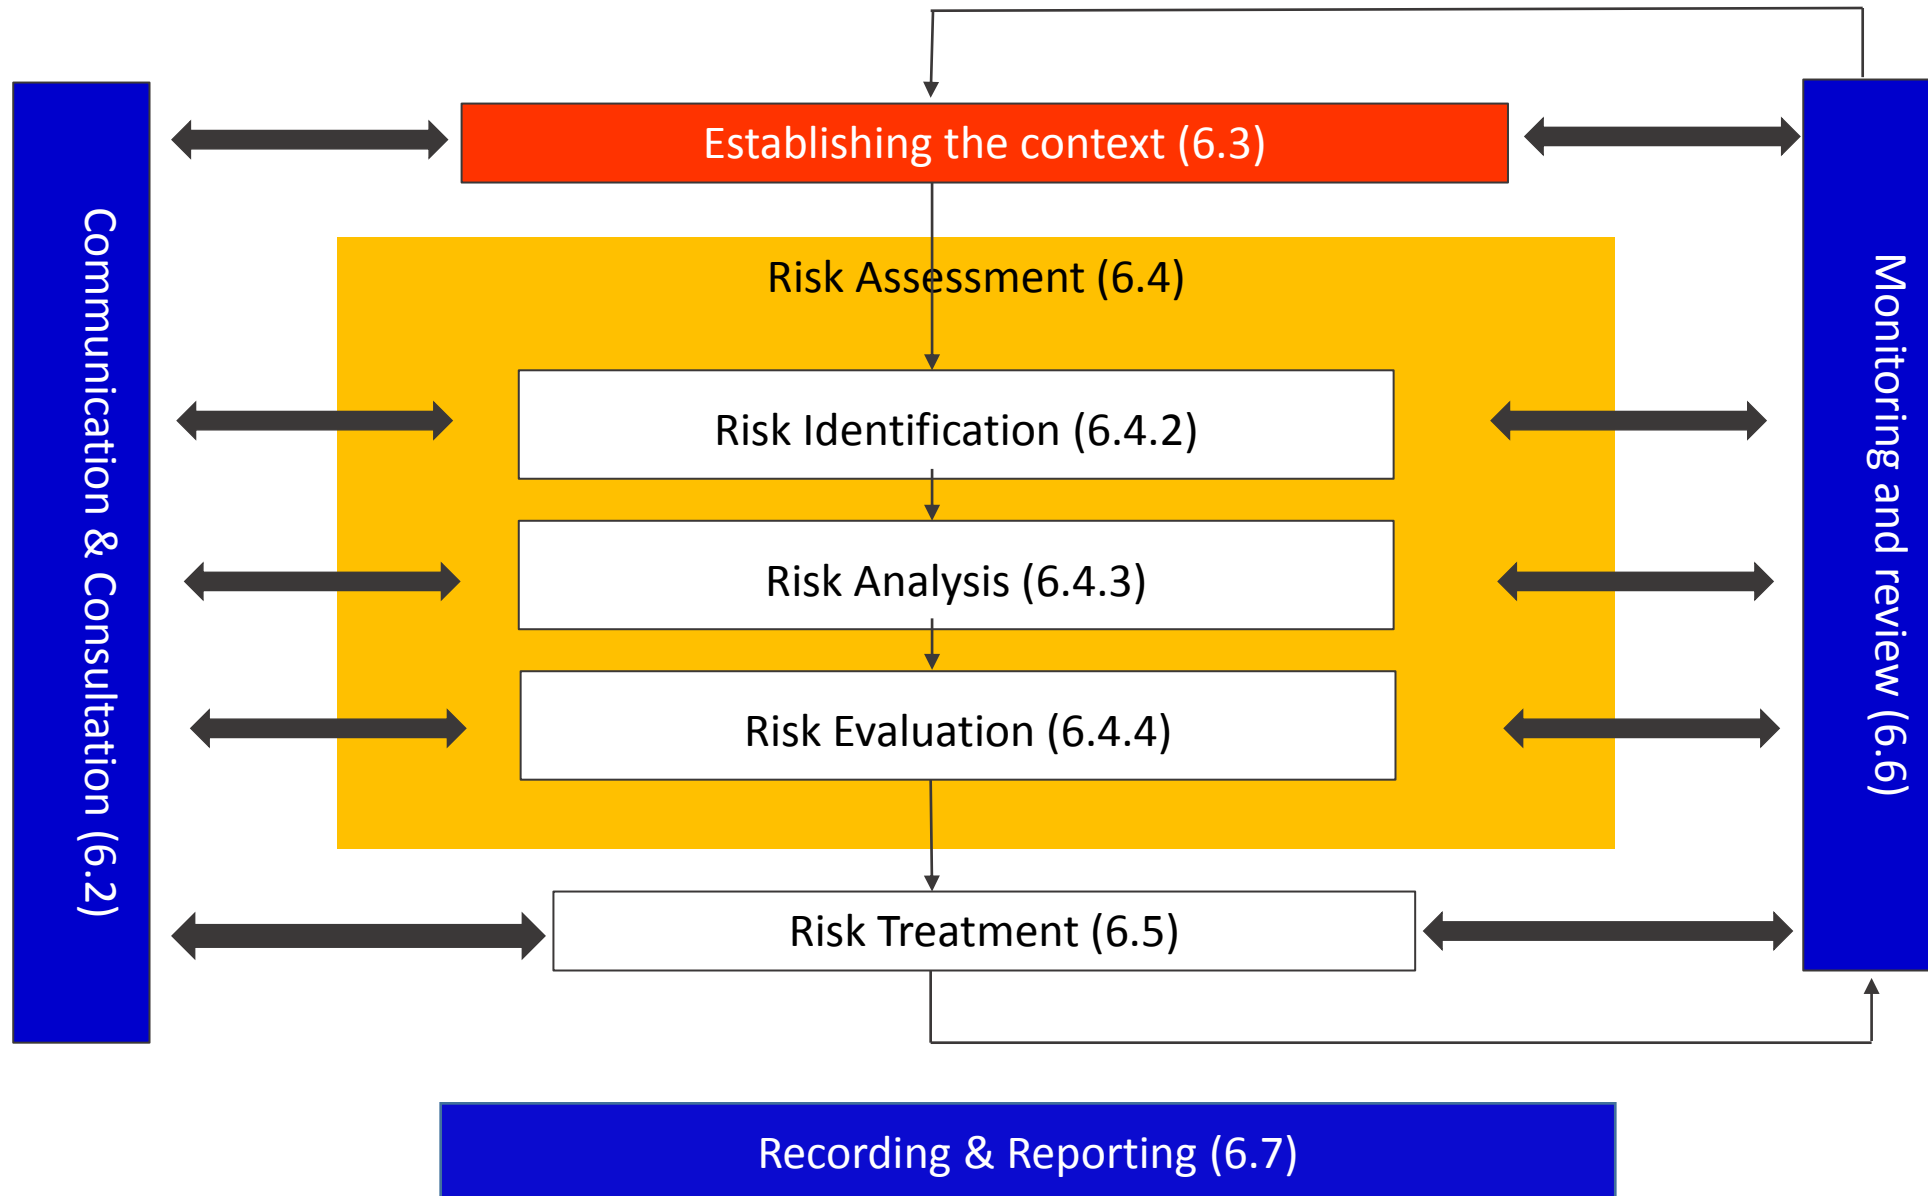 Establishing the context (6.3)
Communication & Consultation (6.2)
Risk Assessment (6.4)
Monitoring and review (6.6)
Risk Identification (6.4.2)
Risk Analysis (6.4.3)
Risk Evaluation (6.4.4)
Risk Treatment (6.5)
Recording & Reporting (6.7)